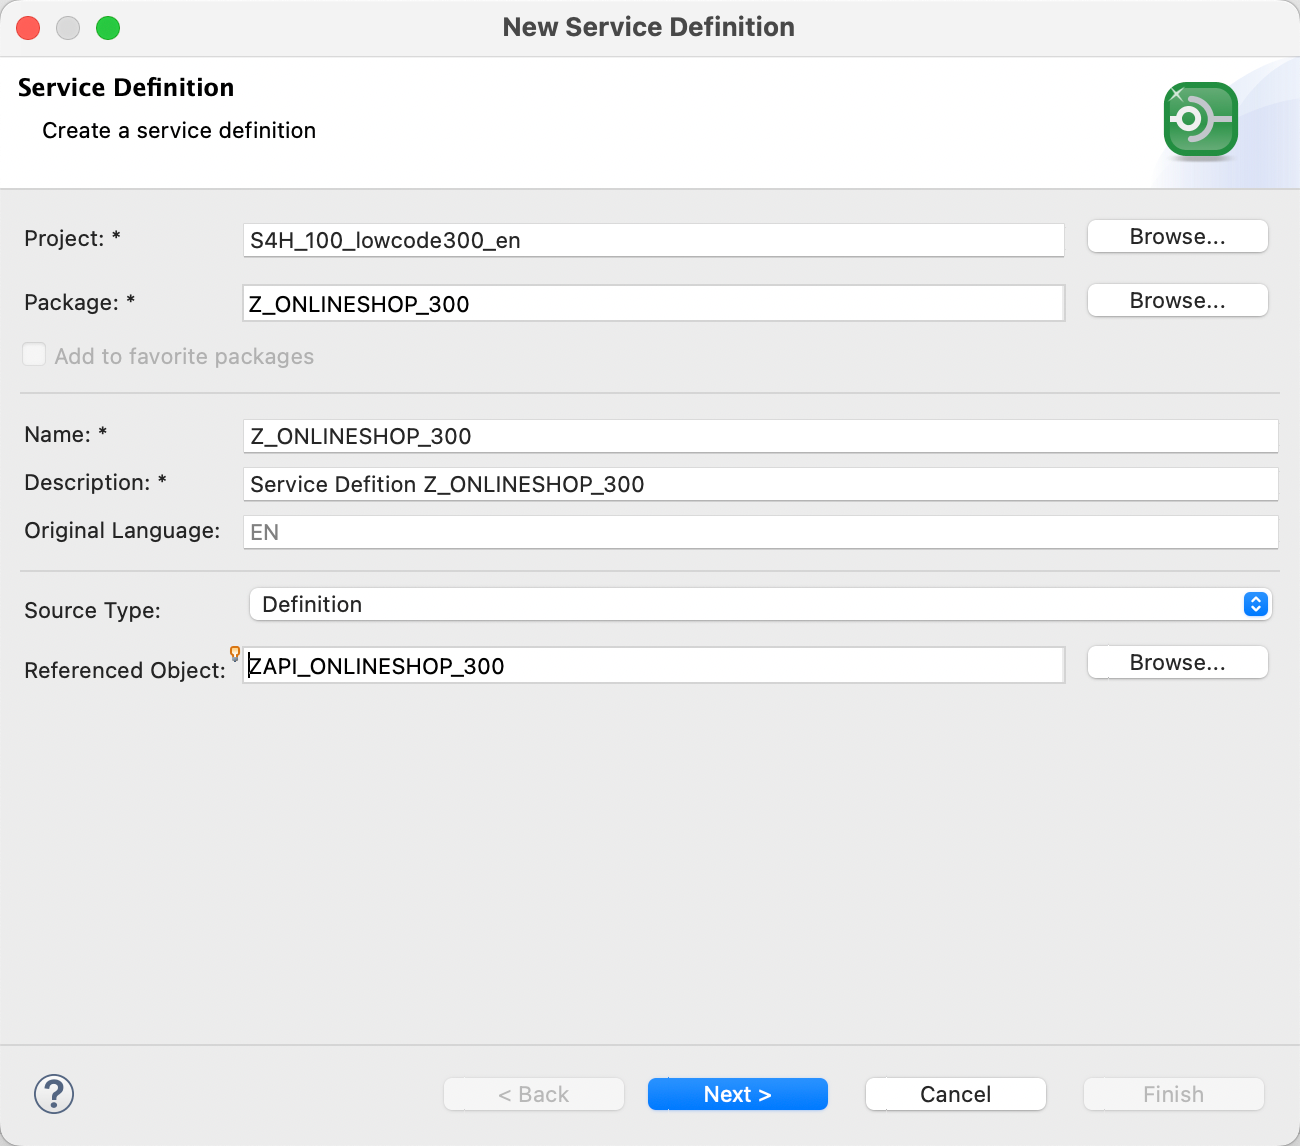 New Service Definition
Service Definition
Create a service definition
Project: * S4H_100_lowcode300_en Browse...
Package: * Z_ONLINESHOP_300 Browse...
Add to favorite packages
Name: * Z_ONLINESHOP_300
Description: * Service Defition Z_ONLINESHOP_300
Original Language: EN
Source Type: Definition
Referenced Object: ZAPI_ONLINESHOP_300 Browse...
? < Back Next > Cancel Finish